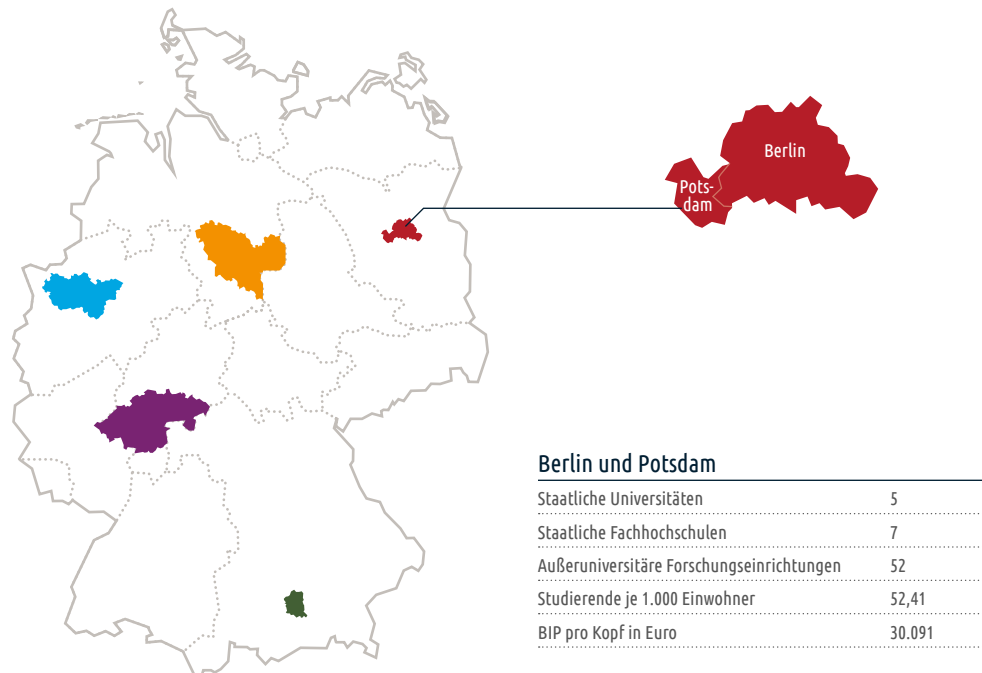 Berlin
Pots-
dam
Berlin und Potsdam
Staatliche Universitäten 5
Staatliche Fachhochschulen 7
Außeruniversitäre Forschungseinrichtungen 52
Studierende je 1.000 Einwohner 52,41
BIP pro Kopf in Euro 30.091